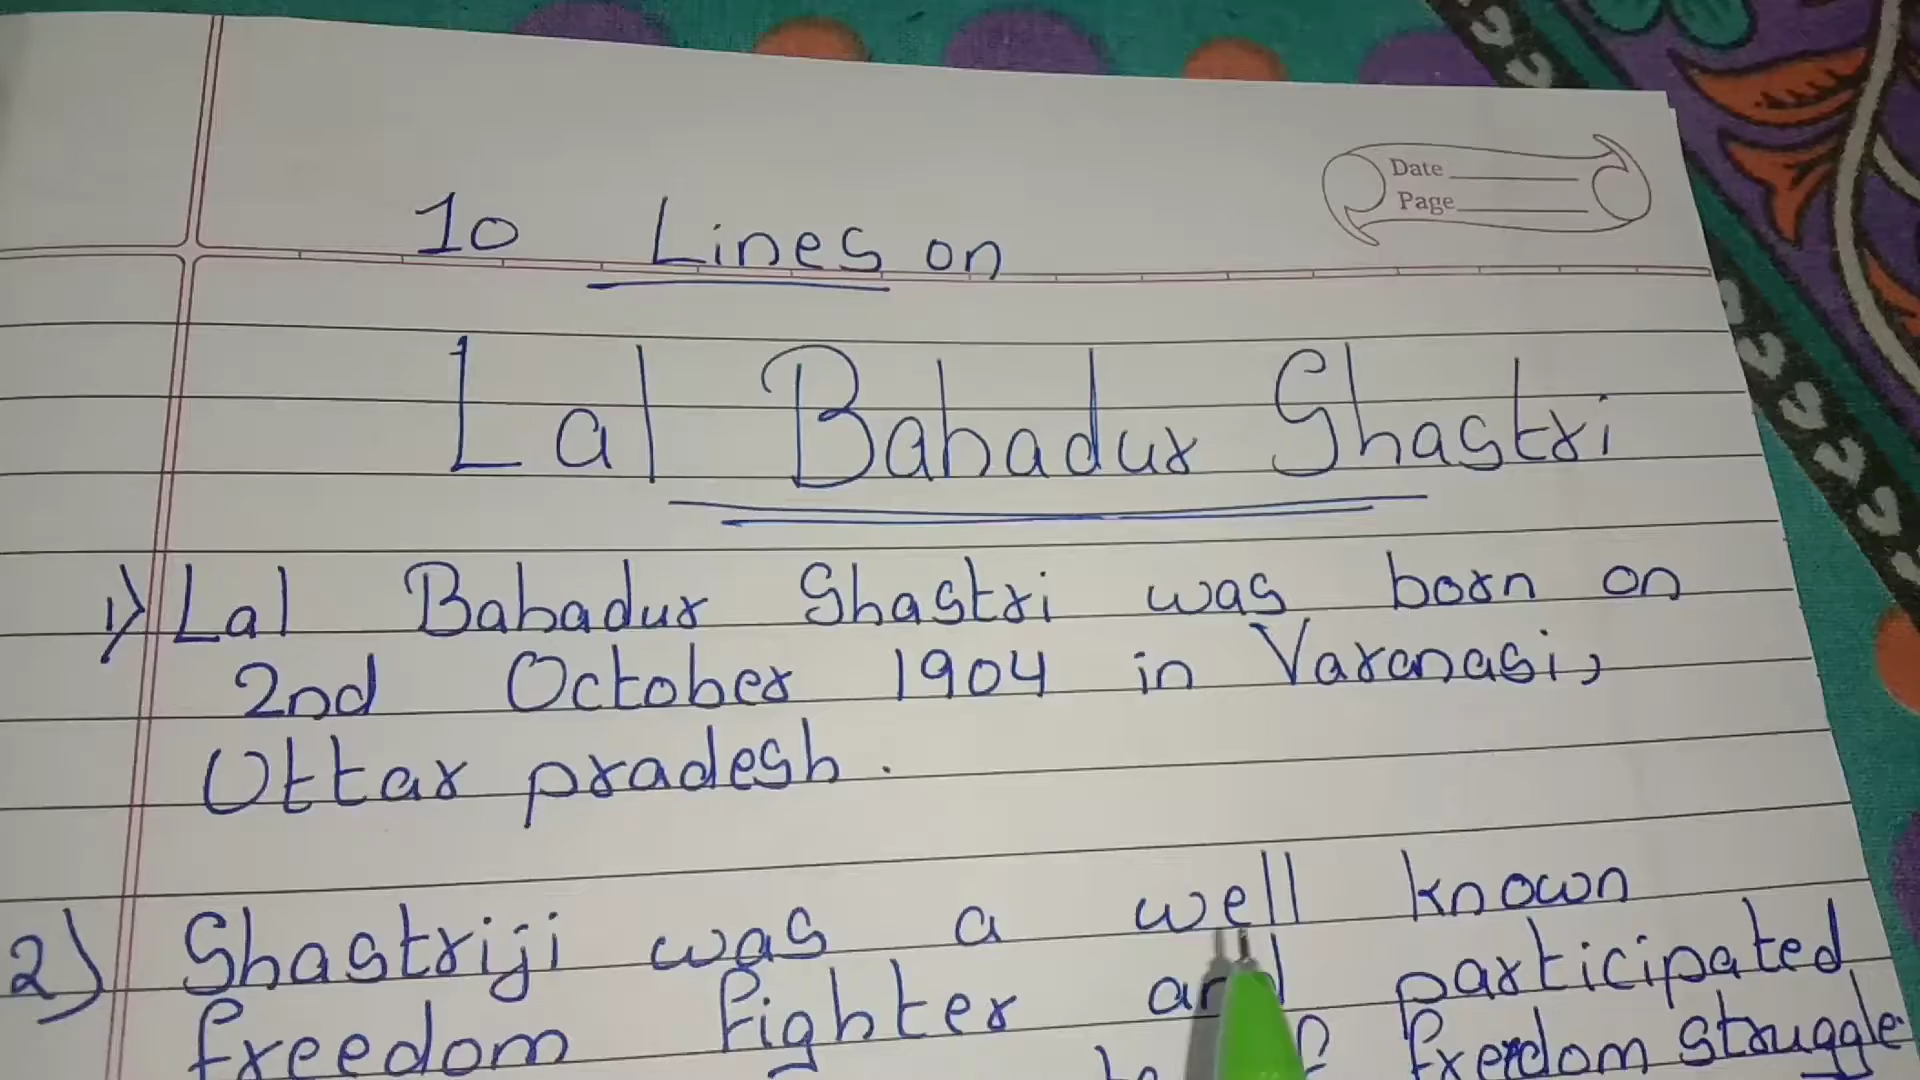 Date
Page
10 Lines on
Lal Bahadur Shastri
1) Lal Bahadur Shastri was born on
2nd October 1904 in Varanasi,
Uttar pradesh.
2) Shastriji was a well known
freedom fighter and participated
freedom struggle